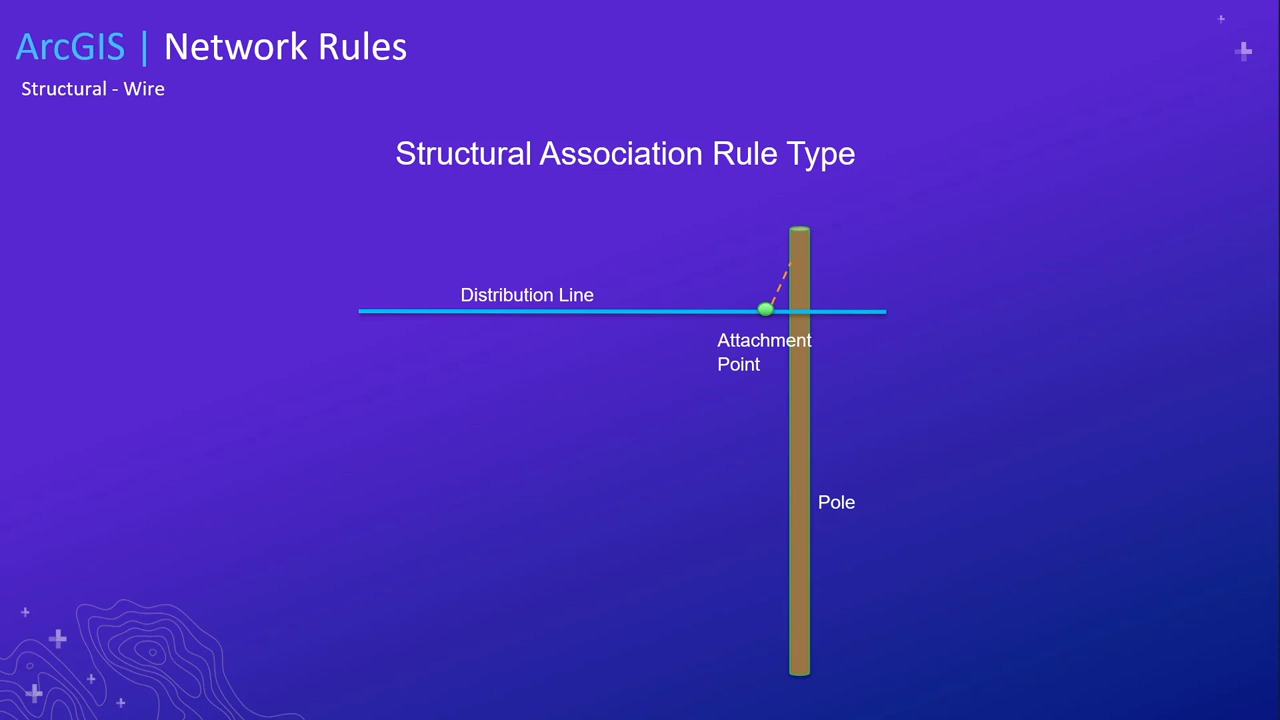 ArcGIS | Network Rules
Structural - Wire
Structural Association Rule Type
Distribution Line
Attachment
Point
Pole